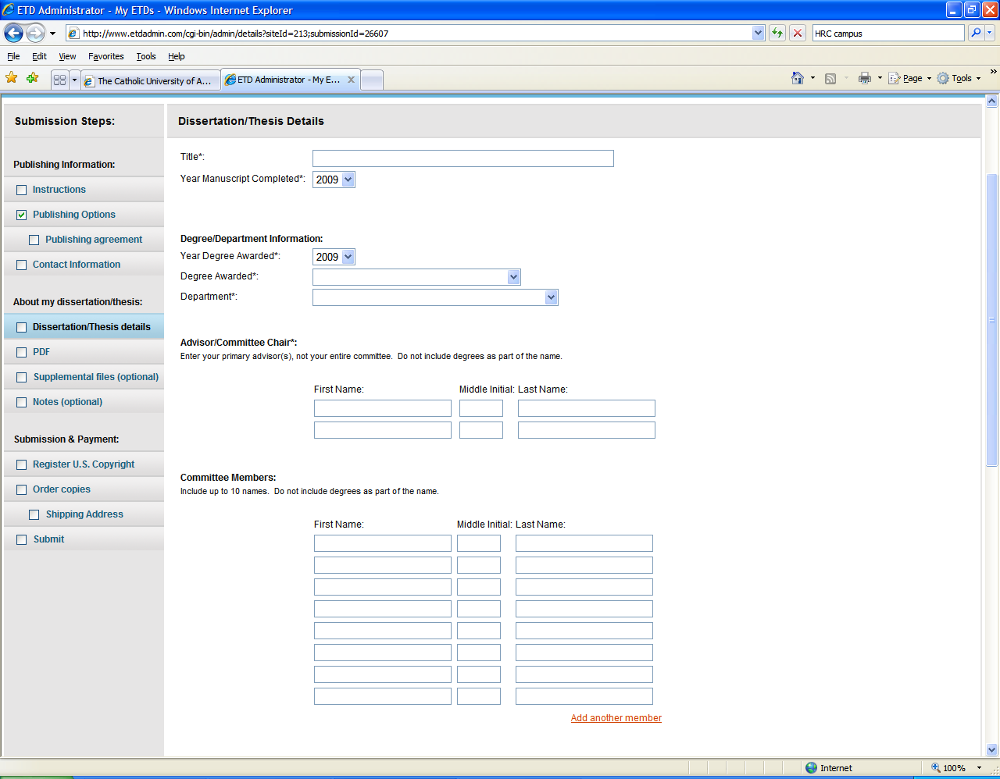 ETD Administrator - My ETDs - Windows Internet Explorer
http://www.etdadmin.com/cgi-bin/admin/details?siteId=213;submissionId=26607
HRC campus
File Edit View Favorites Tools Help
The Catholic University of A...
ETD Administrator - My E...
Page
Tools
Submission Steps:
Publishing Information:
Instructions
Publishing Options
Publishing agreement
Contact Information
About my dissertation/thesis:
Dissertation/Thesis details
PDF
Supplemental files (optional)
Notes (optional)
Submission & Payment:
Register U.S. Copyright
Order copies
Shipping Address
Submit
Dissertation/Thesis Details
Title*:
Year Manuscript Completed*: 2009
Degree/Department Information:
Year Degree Awarded*: 2009
Degree Awarded*:
Department*:
Advisor/Committee Chair*:
Enter your primary advisor(s), not your entire committee. Do not include degrees as part of the name.
First Name: Middle Initial: Last Name:
Committee Members:
Include up to 10 names. Do not include degrees as part of the name.
First Name: Middle Initial: Last Name:
Add another member
Internet
100%